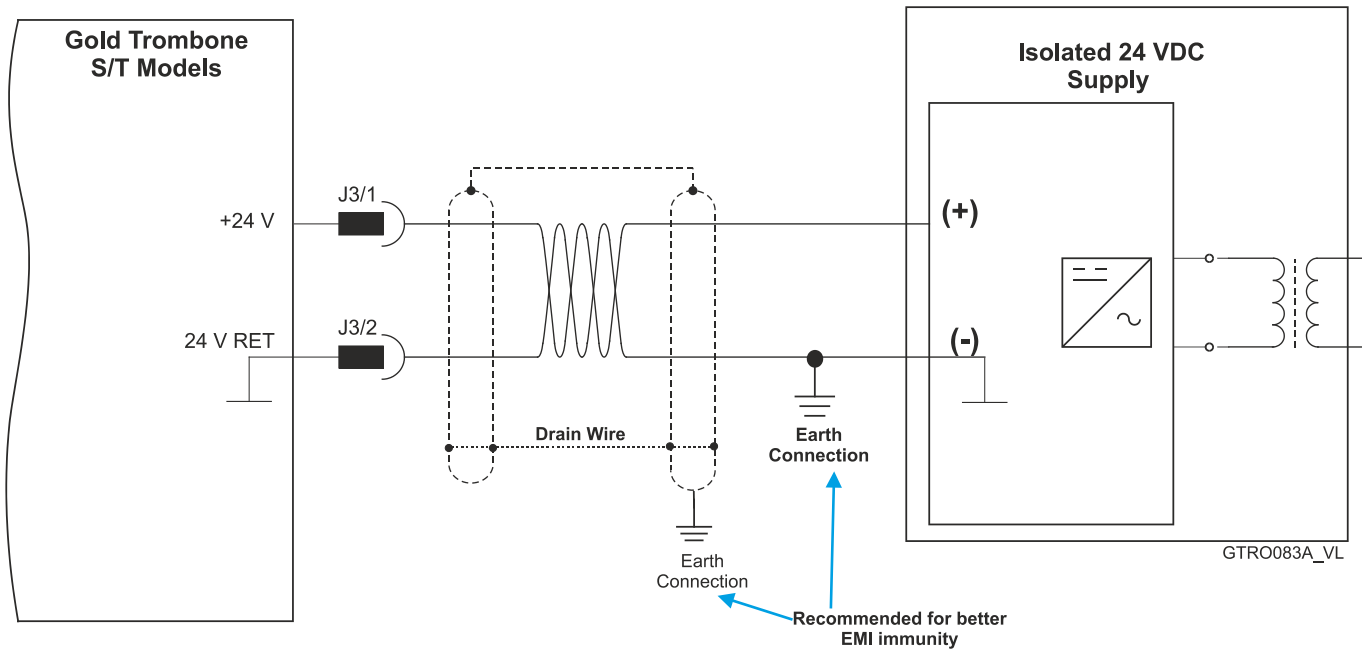 Gold Trombone
S/T Models
Isolated 24 VDC
Supply
J3/1
+24 V
(+)
J3/2
24 V RET
(-)
Drain Wire
Earth
Connection
Earth
Connection
GTRO083A_VL
Recommended for better
EMI immunity